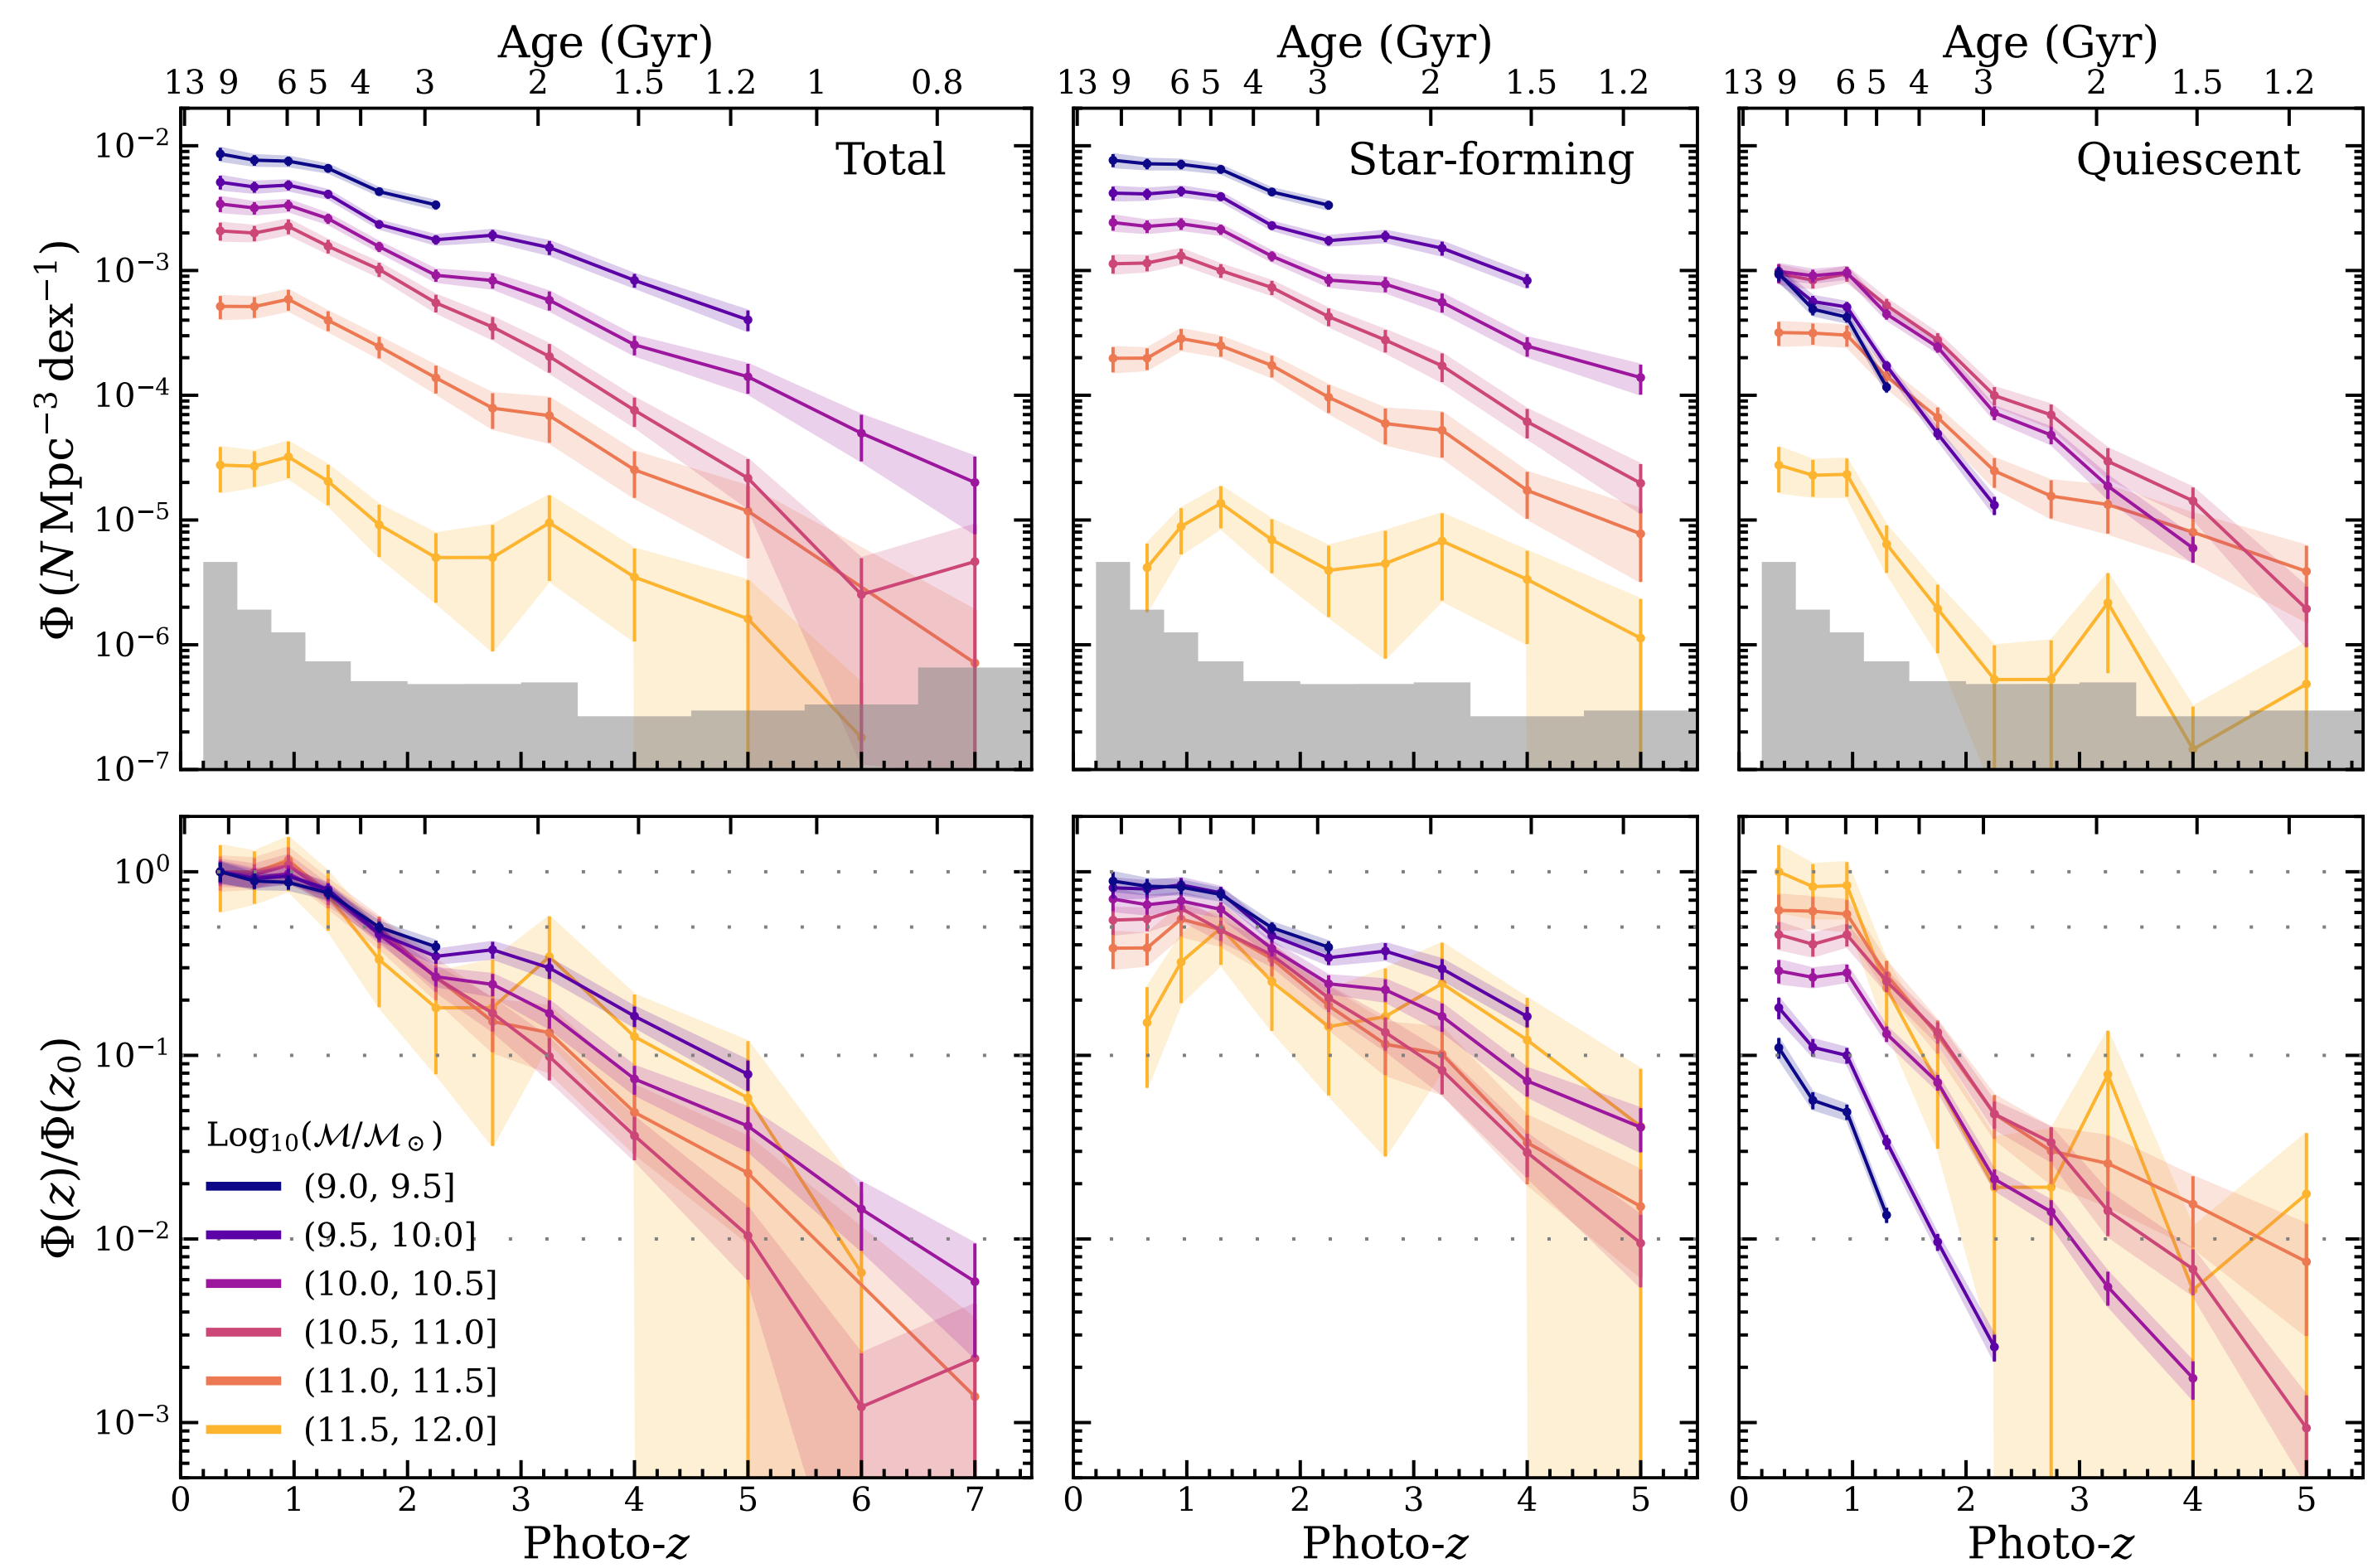 Age (Gyr) Age (Gyr) Age (Gyr)
13 9 6 5 4 3 2 1.5 1.2 1 0.8 13 9 6 5 4 3 2 1.5 1.2 13 9 6 5 4 3 2 1.5 1.2
Total Star-forming Quiescent
10⁻²
10⁻³
10⁻⁴
10⁻⁵
10⁻⁶
10⁻⁷
Φ (N Mpc⁻³ dex⁻¹)
10⁰
10⁻¹
10⁻²
10⁻³
Φ(z)/Φ(z₀)
Log₁₀(ℳ/ℳ⊙)
(9.0, 9.5]
(9.5, 10.0]
(10.0, 10.5]
(10.5, 11.0]
(11.0, 11.5]
(11.5, 12.0]
0 1 2 3 4 5 6 7 0 1 2 3 4 5 0 1 2 3 4 5
Photo-z Photo-z Photo-z